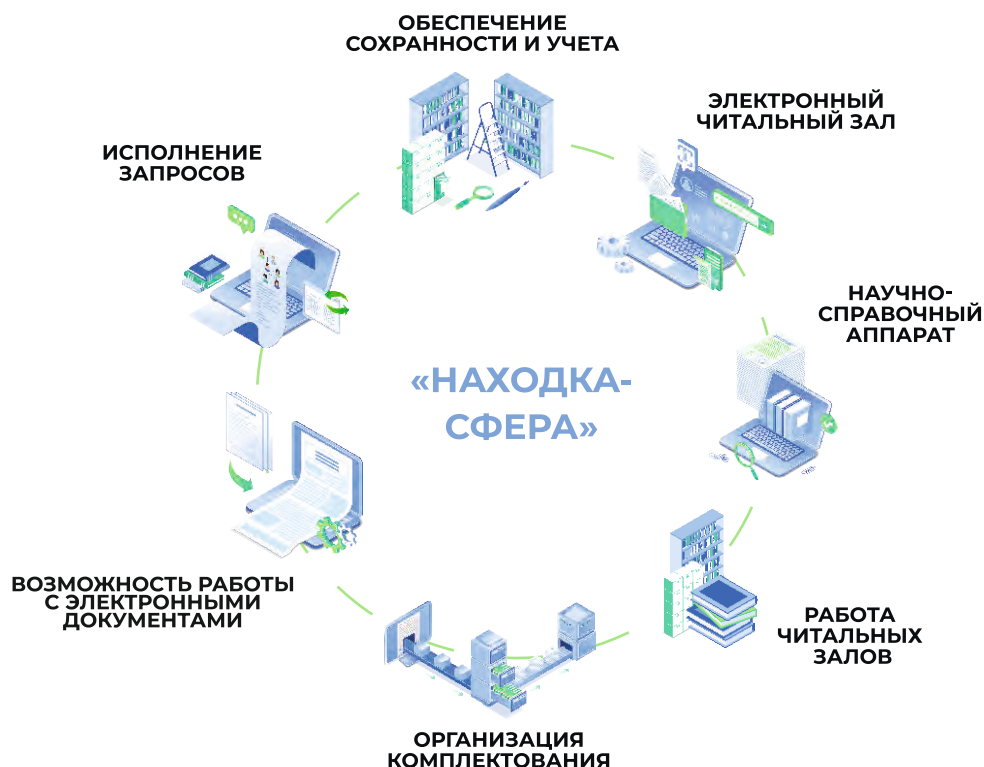 ОБЕСПЕЧЕНИЕ
СОХРАННОСТИ И УЧЕТА
ЭЛЕКТРОННЫЙ
ЧИТАЛЬНЫЙ ЗАЛ
ИСПОЛНЕНИЕ
ЗАПРОСОВ
НАУЧНО-
СПРАВОЧНЫЙ
АППАРАТ
«НАХОДКА-
СФЕРА»
ВОЗМОЖНОСТЬ РАБОТЫ
С ЭЛЕКТРОННЫМИ
ДОКУМЕНТАМИ
РАБОТА
ЧИТАЛЬНЫХ
ЗАЛОВ
ОРГАНИЗАЦИЯ
КОМПЛЕКТОВАНИЯ